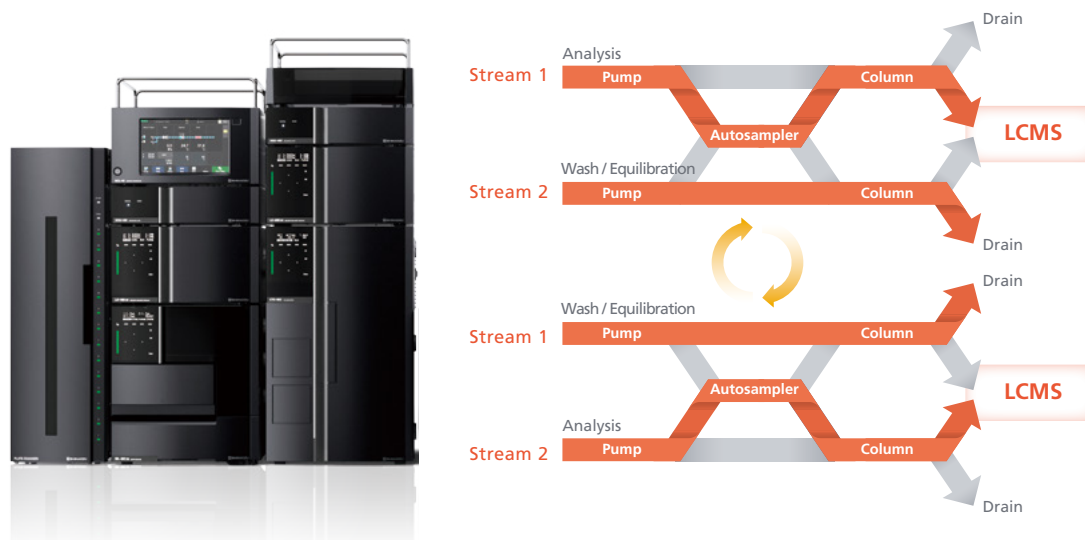 Drain
Analysis
Stream 1
Pump
Column
Autosampler
LCMS
Wash / Equilibration
Stream 2
Pump
Column
Drain
Drain
Wash / Equilibration
Stream 1
Pump
Column
Autosampler
LCMS
Analysis
Stream 2
Pump
Column
Drain